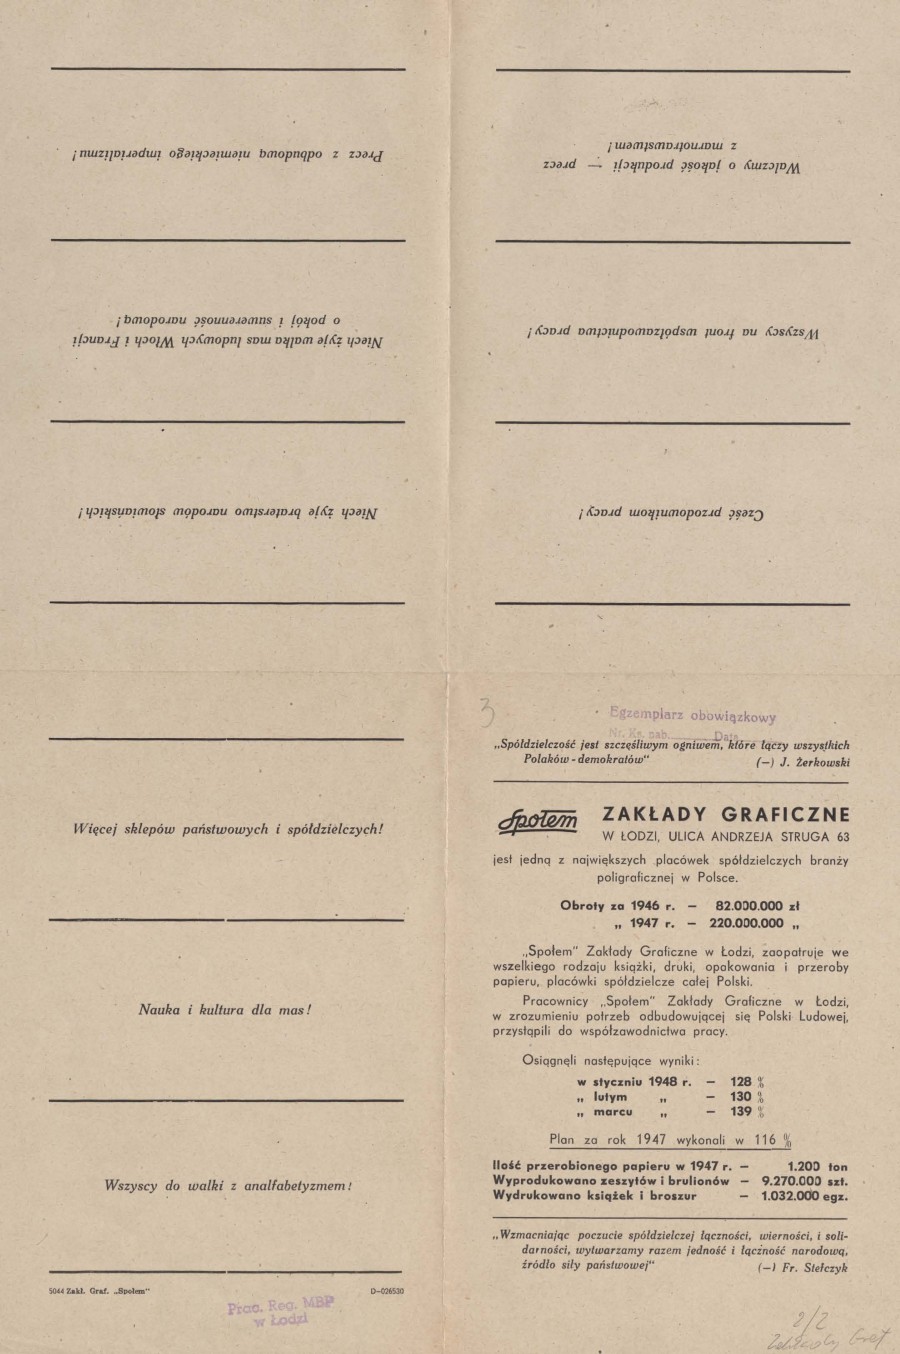 Precz z odbudową niemieckiego imperializmu!
Niech żyje walka mas ludowych Włoch i Francji
o pokój i suwerenność narodową!
Niech żyje braterstwo narodów słowiańskich!
Walczmy o jakość produkcji — precz
z marnotrawstwem!
Wszyscy na front współzawodnictwa pracy!
Cześć przodownikom pracy!
Więcej sklepów państwowych i spółdzielczych!
Nauka i kultura dla mas!
Wszyscy do walki z analfabetyzmem!
5044 Zakł. Graf. „Społem"
D—026530
Prac. Reg. MBP
w Łodzi
3
Egzemplarz obowiązkowy
Nr. Ks. nab. Data
„Spółdzielczość jest szczęśliwym ogniwem, które łączy wszystkich
Polaków - demokratów"
(—) J. Żerkowski
Społem ZAKŁADY GRAFICZNE
W ŁODZI, ULICA ANDRZEJA STRUGA 63
jest jedną z największych placówek spółdzielczych branży
poligraficznej w Polsce.
Obroty za 1946 r. — 82.000.000 zł
„ 1947 r. — 220.000.000 „
„Społem" Zakłady Graficzne w Łodzi, zaopatruje we
wszelkiego rodzaju książki, druki, opakowania i przeroby
papieru, placówki spółdzielcze całej Polski.
Pracownicy „Społem" Zakłady Graficzne w Łodzi,
w zrozumieniu potrzeb odbudowującej się Polski Ludowej,
przystąpili do współzawodnictwa pracy.
Osiągnęli następujące wyniki:
w styczniu 1948 r. — 128 %
„ lutym „ — 130 %
„ marcu „ — 139 %
Plan za rok 1947 wykonali w 116 %
Ilość przerobionego papieru w 1947 r. — 1.200 ton
Wyprodukowano zeszytów i brulionów — 9.270.000 szt.
Wydrukowano książek i broszur — 1.032.000 egz.
„Wzmacniając poczucie spółdzielczej łączności, wierności, i soli-
darności, wytwarzamy razem jedność i łączność narodową,
źródło siły państwowej"
(—) Fr. Stefczyk